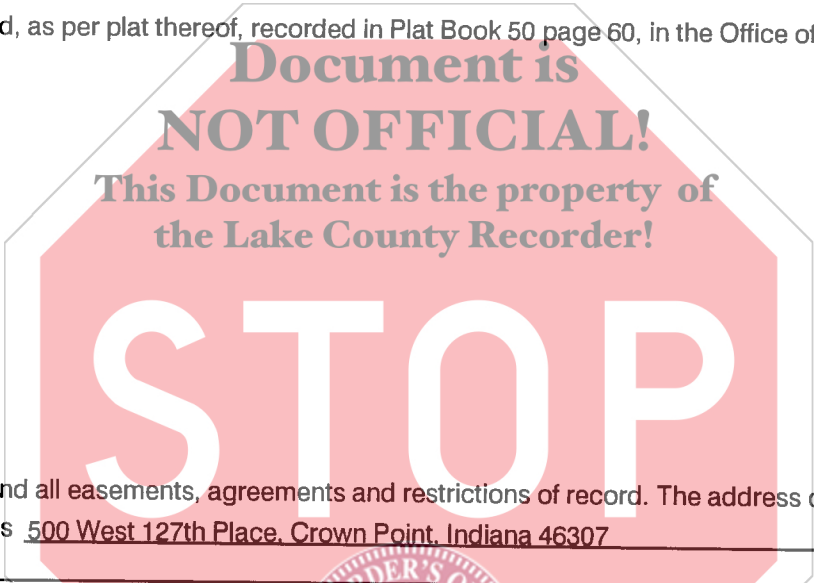 d, as per plat thereof, recorded in Plat Book 50 page 60, in the Office of
Document is
NOT OFFICIAL!
This Document is the property of
the Lake County Recorder!
STOP
nd all easements, agreements and restrictions of record. The address
s 500 West 127th Place, Crown Point, Indiana 46307
RDER'S O